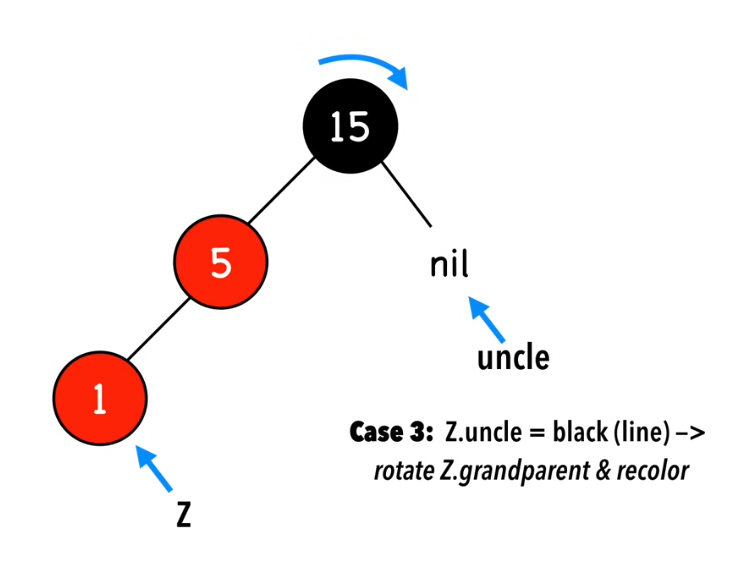 15
5
nil
uncle
1
Case 3: Z.uncle = black (line) –>
rotate Z.grandparent & recolor
Z